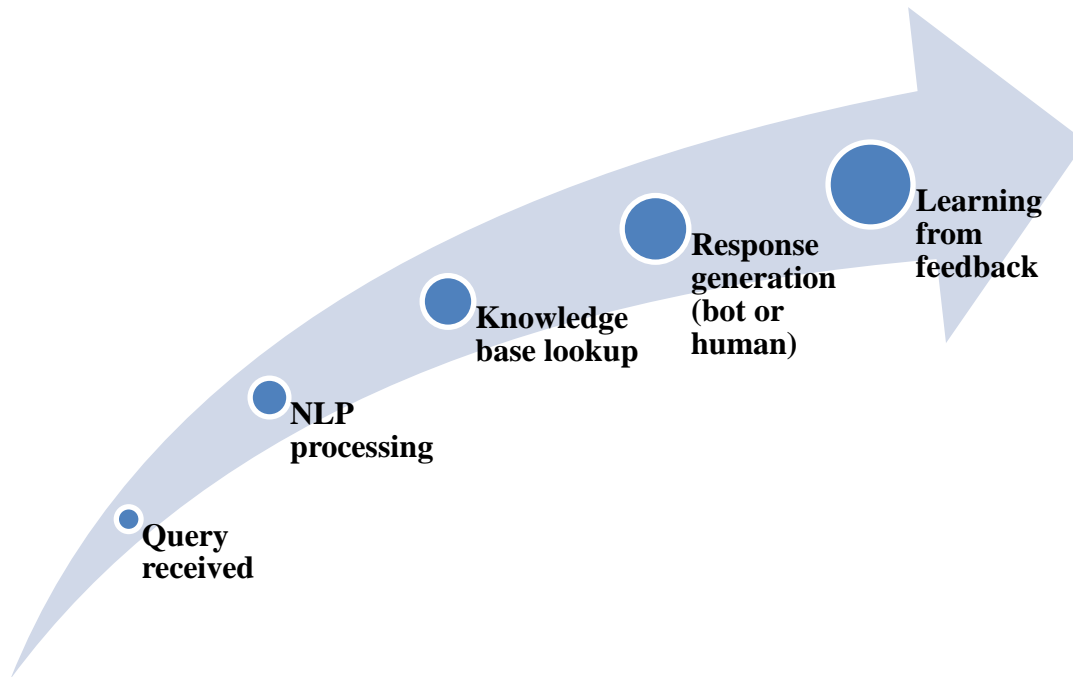 Query
received
NLP
processing
Knowledge
base lookup
Response
generation
(bot or
human)
Learning
from
feedback